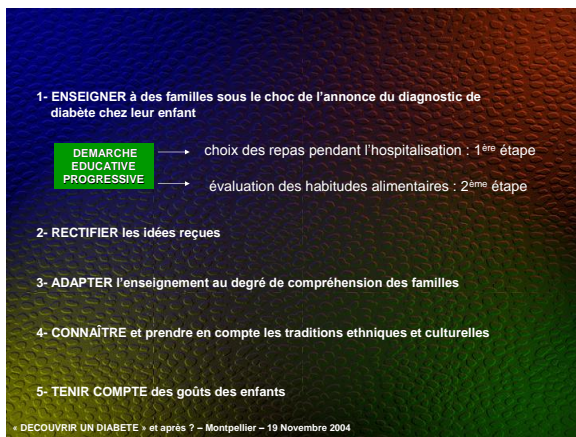 1- ENSEIGNER à des familles sous le choc de l'annonce du diagnostic de
diabète chez leur enfant
DEMARCHE
EDUCATIVE
PROGRESSIVE
choix des repas pendant l'hospitalisation : 1ère étape
évaluation des habitudes alimentaires : 2ème étape
2- RECTIFIER les idées reçues
3- ADAPTER l'enseignement au degré de compréhension des familles
4- CONNAÎTRE et prendre en compte les traditions ethniques et culturelles
5- TENIR COMPTE des goûts des enfants
« DECOUVRIR UN DIABETE » et après ? – Montpellier – 19 Novembre 2004